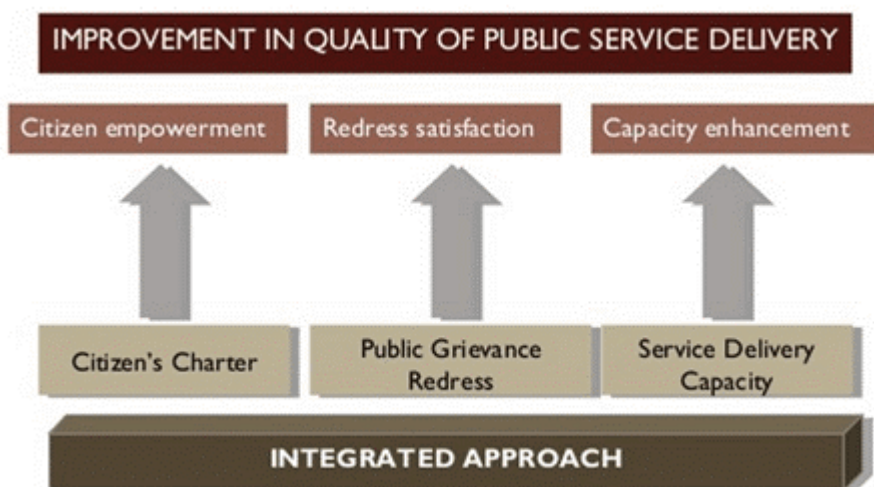 IMPROVEMENT IN QUALITY OF PUBLIC SERVICE DELIVERY
Citizen empowerment
Redress satisfaction
Capacity enhancement
Citizen's Charter
Public Grievance
Redress
Service Delivery
Capacity
INTEGRATED APPROACH